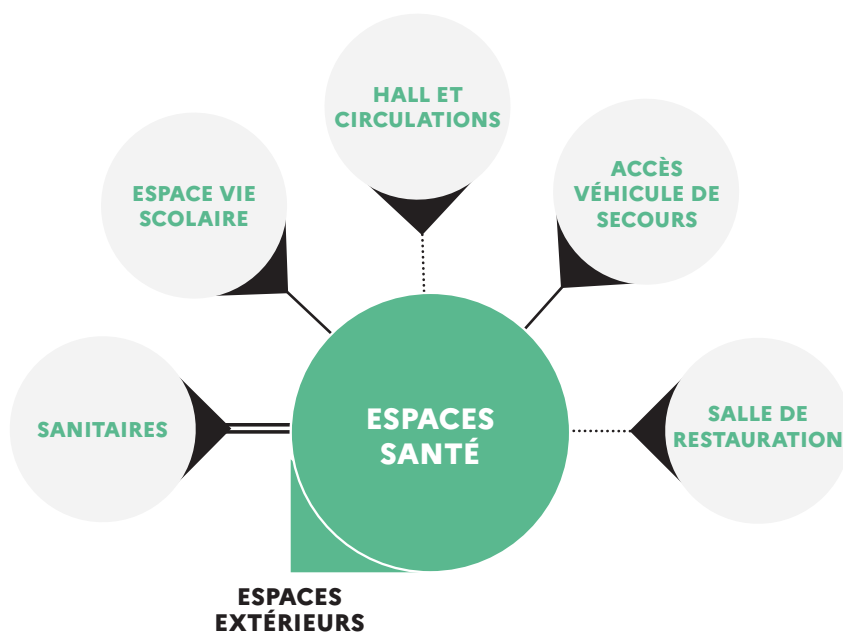 HALL ET
CIRCULATIONS
ESPACE VIE
SCOLAIRE
ACCÈS
VÉHICULE DE
SECOURS
SANITAIRES
ESPACES
SANTÉ
SALLE DE
RESTAURATION
ESPACES
EXTÉRIEURS